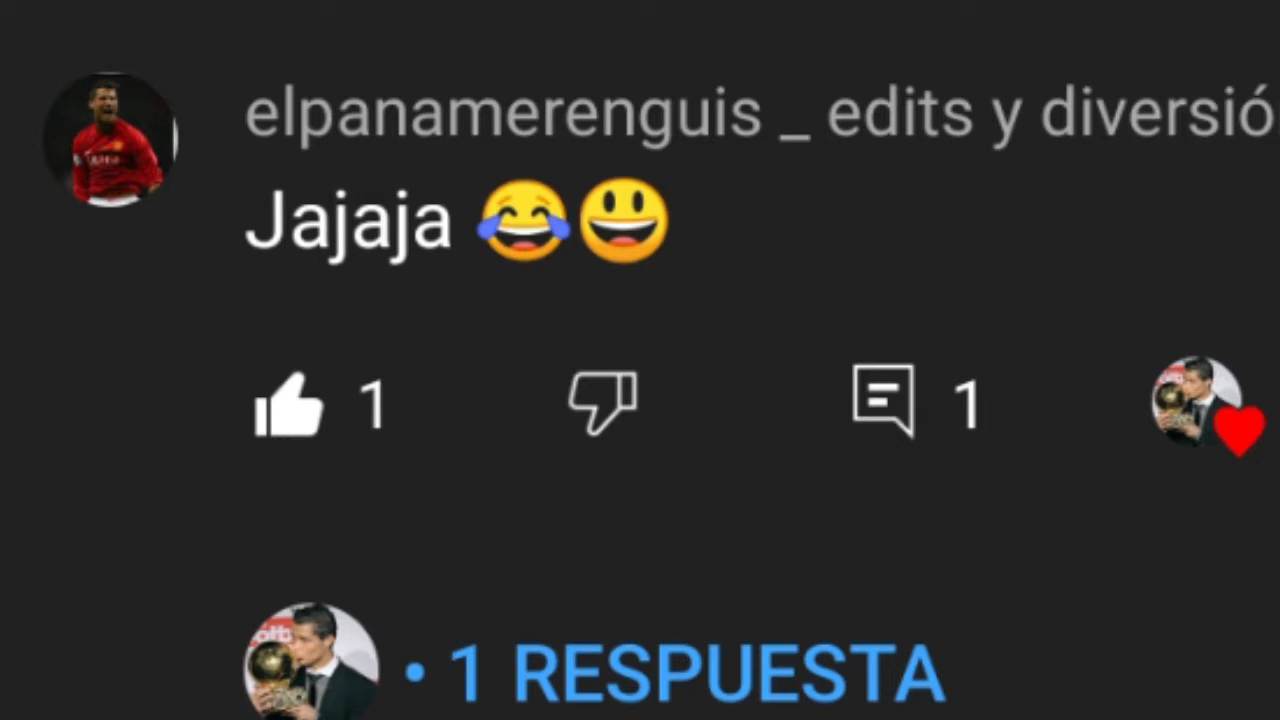 elpanamerenguis _ edits y diversió
Jajaja 😂😃
1
1
• 1 RESPUESTA